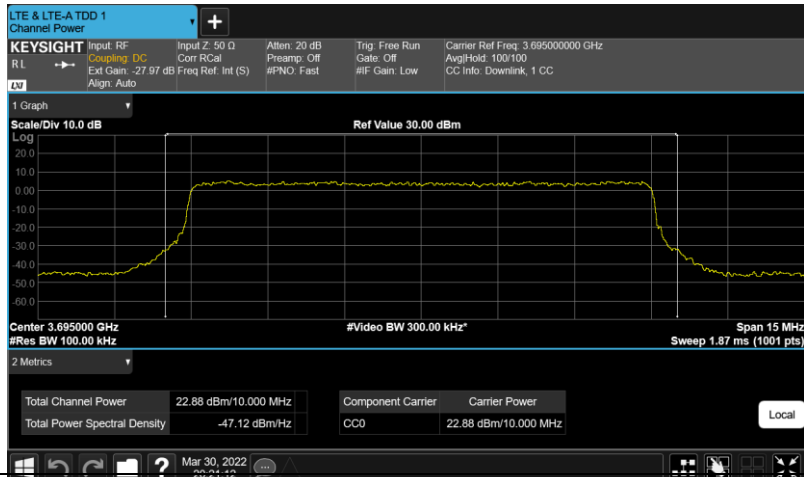 LTE & LTE-A TDD 1
Channel Power
+
KEYSIGHT Input: RF Input Z: 50 Ω Atten: 20 dB Trig: Free Run Carrier Ref Freq: 3.695000000 GHz
R L Coupling: DC Corr RCal Preamp: Off Gate: Off Avg|Hold: 100/100
Ext Gain: -27.97 dB Freq Ref: Int (S) #PNO: Fast #IF Gain: Low CC Info: Downlink, 1 CC
LXI Align: Auto
1 Graph
Scale/Div 10.0 dB Ref Value 30.00 dBm
Log
20.0
10.0
0.00
-10.0
-20.0
-30.0
-40.0
-50.0
-60.0
Center 3.695000 GHz #Video BW 300.00 kHz* Span 15 MHz
#Res BW 100.00 kHz Sweep 1.87 ms (1001 pts)
2 Metrics
Total Channel Power 22.88 dBm/10.000 MHz Component Carrier Carrier Power
Total Power Spectral Density -47.12 dBm/Hz CC0 22.88 dBm/10.000 MHz
Local
? Mar 30, 2022